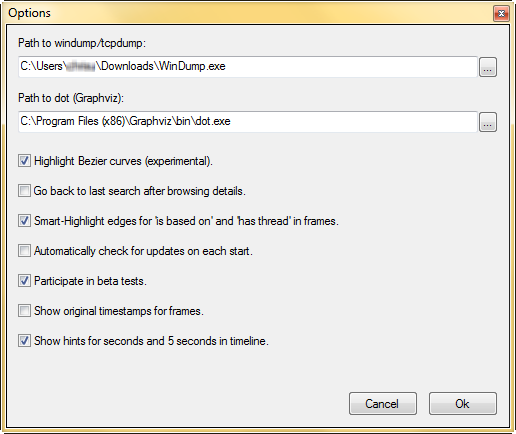 Options
Path to windump/tcpdump:
C:\Users\ \Downloads\WinDump.exe
...
Path to dot (Graphviz):
C:\Program Files (x86)\Graphviz\bin\dot.exe
...
Highlight Bezier curves (experimental).
Go back to last search after browsing details.
Smart-Highlight edges for 'is based on' and 'has thread' in frames.
Automatically check for updates on each start.
Participate in beta tests.
Show original timestamps for frames.
Show hints for seconds and 5 seconds in timeline.
Cancel Ok